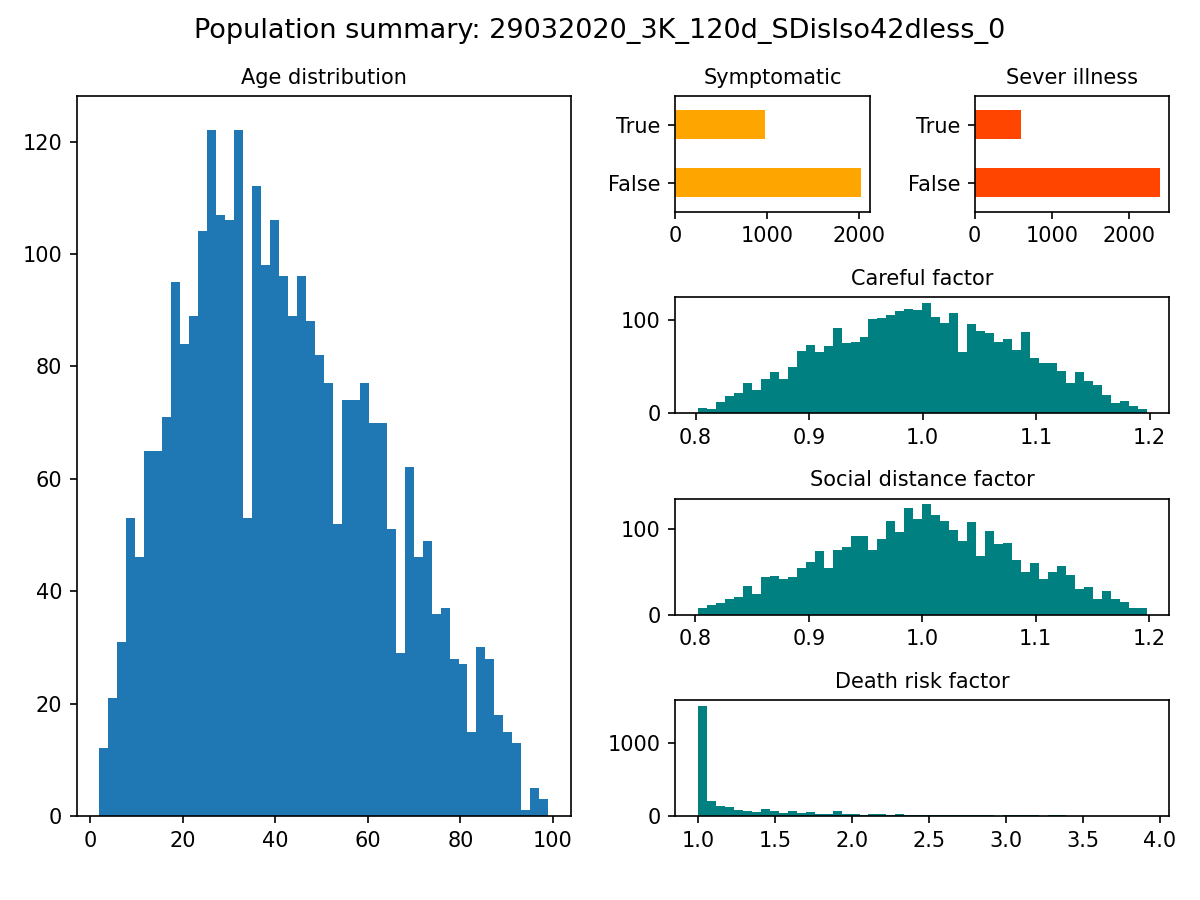 Population summary: 29032020_3K_120d_SDisIso42dless_0
Age distribution
120
100
80
60
40
20
0
0 20 40 60 80 100
Symptomatic
True
False
0 1000 2000
Sever illness
True
False
0 1000 2000
Careful factor
100
0
0.8 0.9 1.0 1.1 1.2
Social distance factor
100
0
0.8 0.9 1.0 1.1 1.2
Death risk factor
1000
0
1.0 1.5 2.0 2.5 3.0 3.5 4.0